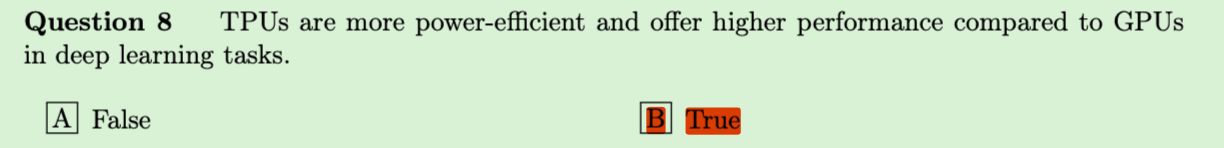 Question 8 TPUs are more power-efficient and offer higher performance compared to GPUs
in deep learning tasks.
A False B True